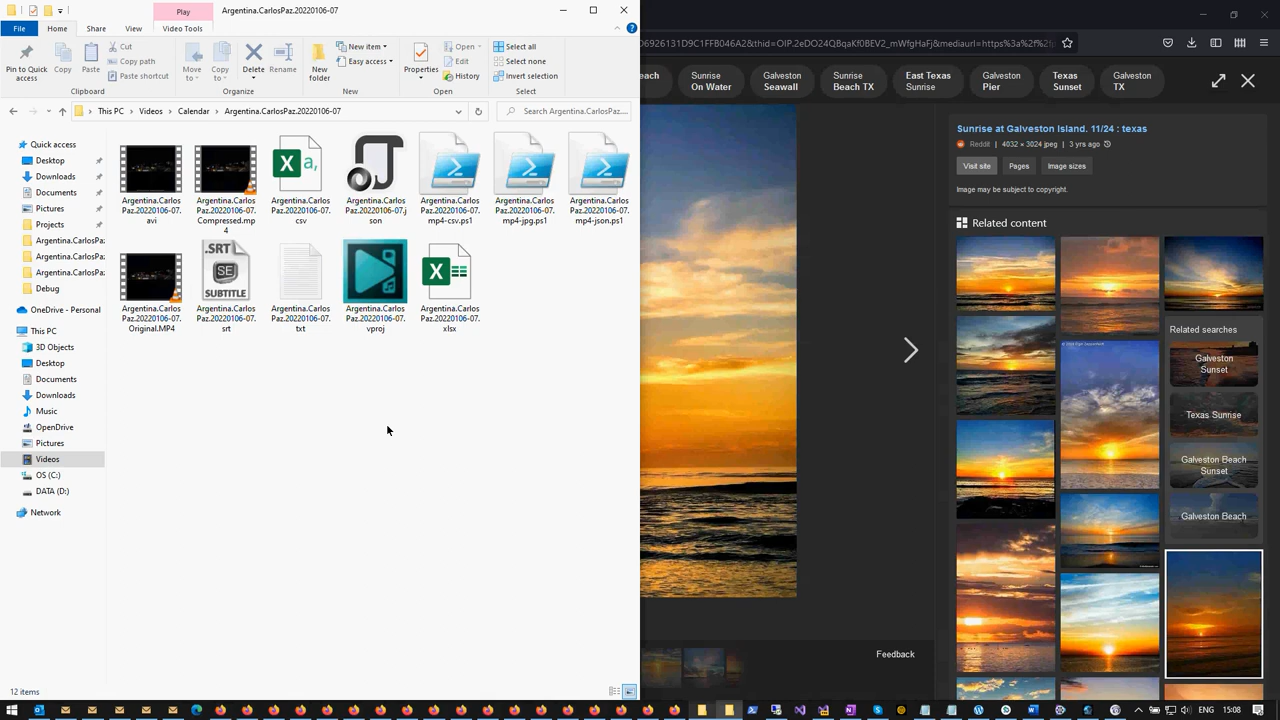 Play
Argentina.CarlosPaz.20220106-07
File
Home
Share
View
Video Tools
Pin to Quick access
Copy
Paste
Cut
Copy path
Paste shortcut
Clipboard
Move to
Copy to
Delete
Rename
Organize
New folder
New item
Easy access
New
Properties
Open
Edit
History
Open
Select all
Select none
Invert selection
Select
This PC
Videos
Calendar
Argentina.CarlosPaz.20220106-07
Search Argentina.CarlosPaz....
Quick access
Desktop
Downloads
Documents
Pictures
Projects
Argentina.CarlosPaz
Argentina.CarlosPaz
Argentina.CarlosPaz
Debug
OneDrive - Personal
This PC
3D Objects
Desktop
Documents
Downloads
Music
OpenDrive
Pictures
Videos
OS (C:)
DATA (D:)
Network
Argentina.Carlos
Paz.20220106-07.
avi
Argentina.Carlos
Paz.20220106-07.
Compressed.mp
4
Argentina.Carlos
Paz.20220106-07.
csv
Argentina.Carlos
Paz.20220106-07.j
son
Argentina.Carlos
Paz.20220106-07.
mp4-csv.ps1
Argentina.Carlos
Paz.20220106-07.
mp4-jpg.ps1
Argentina.Carlos
Paz.20220106-07.
mp4-json.ps1
.SRT
SE
SUBTITLE
Argentina.Carlos
Paz.20220106-07.
Original.MP4
Argentina.Carlos
Paz.20220106-07.
srt
Argentina.Carlos
Paz.20220106-07.
txt
Argentina.Carlos
Paz.20220106-07.
vproj
Argentina.Carlos
Paz.20220106-07.
xlsx
12 items
each
Sunrise On Water
Galveston Seawall
Sunrise Beach TX
East Texas Sunrise
Galveston Pier
Texas Sunset
Galveston TX
Sunrise at Galveston Island. 11/24 : texas
Reddit | 4032 × 3024 jpeg | 3 yrs ago
Visit site
Pages
Image sizes
Image may be subject to copyright.
Related content
Related searches
Galveston Sunset
Texas Sunrise
Galveston Beach Sunset
Galveston Beach
Feedback
ENG
15:08